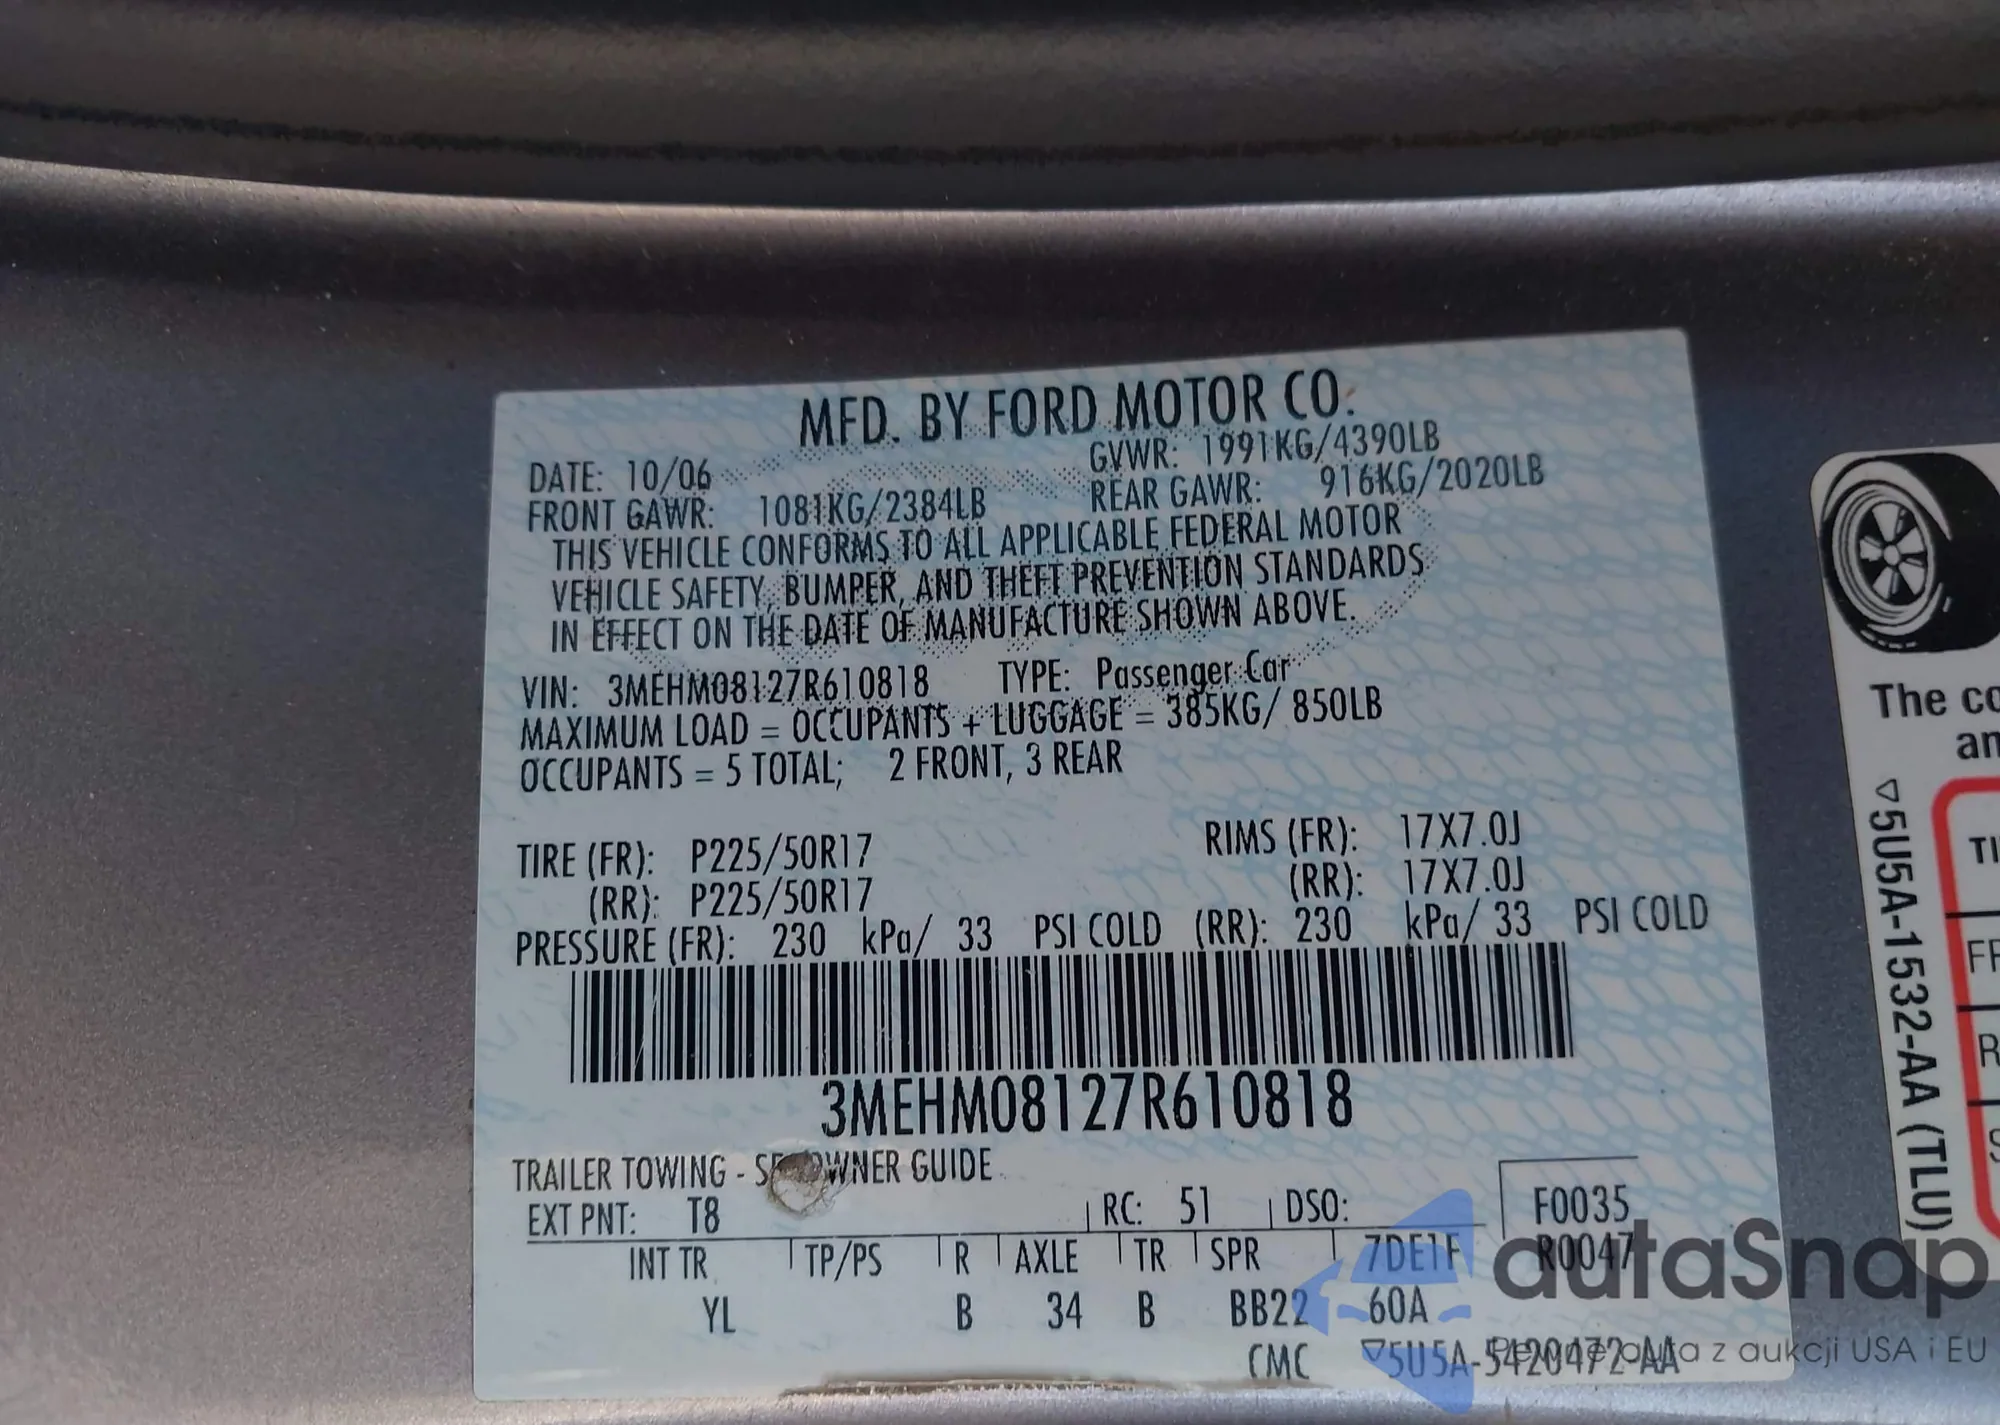 MFD. BY FORD MOTOR CO.
DATE: 10/06 GVWR: 1991KG/4390LB
FRONT GAWR: 1081KG/2384LB REAR GAWR: 916KG/2020LB
THIS VEHICLE CONFORMS TO ALL APPLICABLE FEDERAL MOTOR
VEHICLE SAFETY, BUMPER, AND THEFT PREVENTION STANDARDS
IN EFFECT ON THE DATE OF MANUFACTURE SHOWN ABOVE.
VIN: 3MEHM08127R610818 TYPE: Passenger Car
MAXIMUM LOAD = OCCUPANTS + LUGGAGE = 385KG/ 850LB
OCCUPANTS = 5 TOTAL; 2 FRONT, 3 REAR
TIRE (FR): P225/50R17 RIMS (FR): 17X7.0J
(RR): P225/50R17 (RR): 17X7.0J
PRESSURE (FR): 230 kPa/ 33 PSI COLD (RR): 230 kPa/ 33 PSI COLD
3MEHM08127R610818
TRAILER TOWING - OWNER GUIDE
EXT PNT: T8 RC: 51 DSO: F0035
INT TR TP/PS R AXLE TR SPR 7DE1F R0047
YL B 34 B BB22 60A
CMC ▽5U5A-5420472-AA
The
▽5U5A-1532-AA (TLU)
autaSnap
Pewne auta z aukcji USA i EU